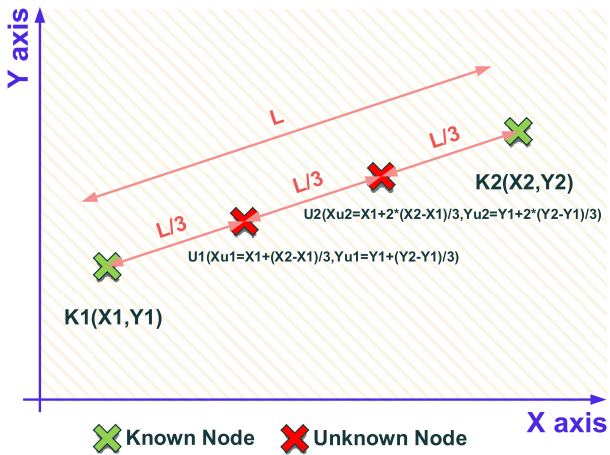 Y axis
L
L/3
K2(X2,Y2)
L/3
U2(Xu2=X1+2*(X2-X1)/3,Yu2=Y1+2*(Y2-Y1)/3)
L/3
U1(Xu1=X1+(X2-X1)/3,Yu1=Y1+(Y2-Y1)/3)
K1(X1,Y1)
X axis
Known Node
Unknown Node